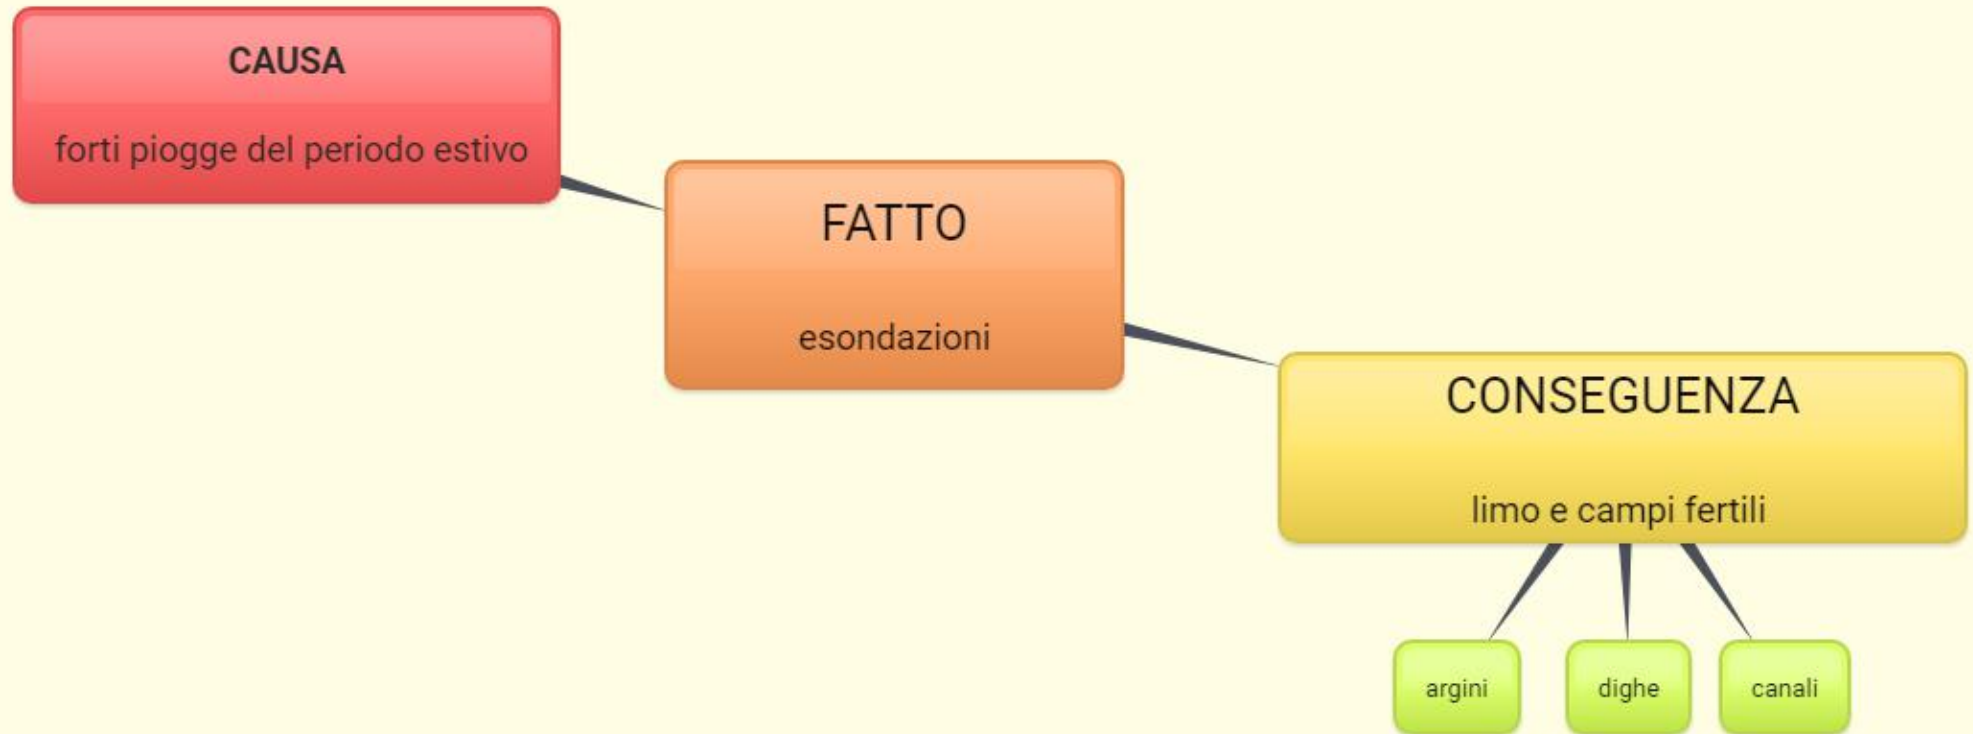 CAUSA
forti piogge del periodo estivo
FATTO
esondazioni
CONSEGUENZA
limo e campi fertili
argini
dighe
canali